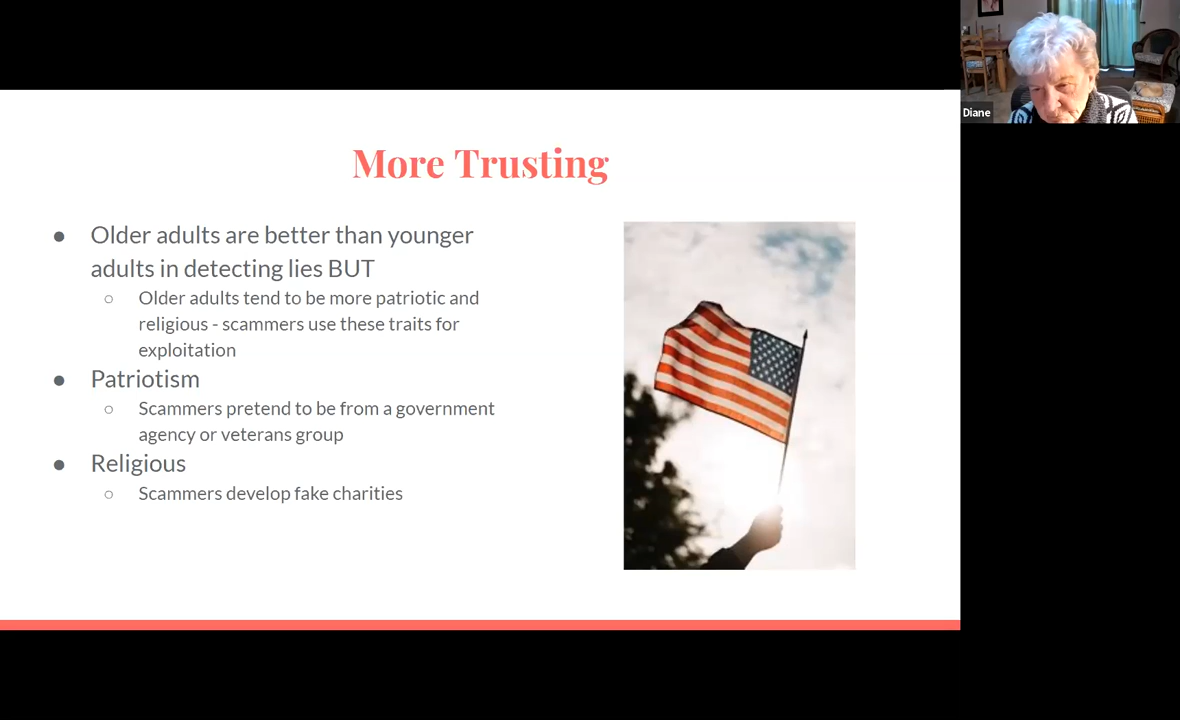 More Trusting
● Older adults are better than younger
adults in detecting lies BUT
○ Older adults tend to be more patriotic and
religious - scammers use these traits for
exploitation
● Patriotism
○ Scammers pretend to be from a government
agency or veterans group
● Religious
○ Scammers develop fake charities
Diane